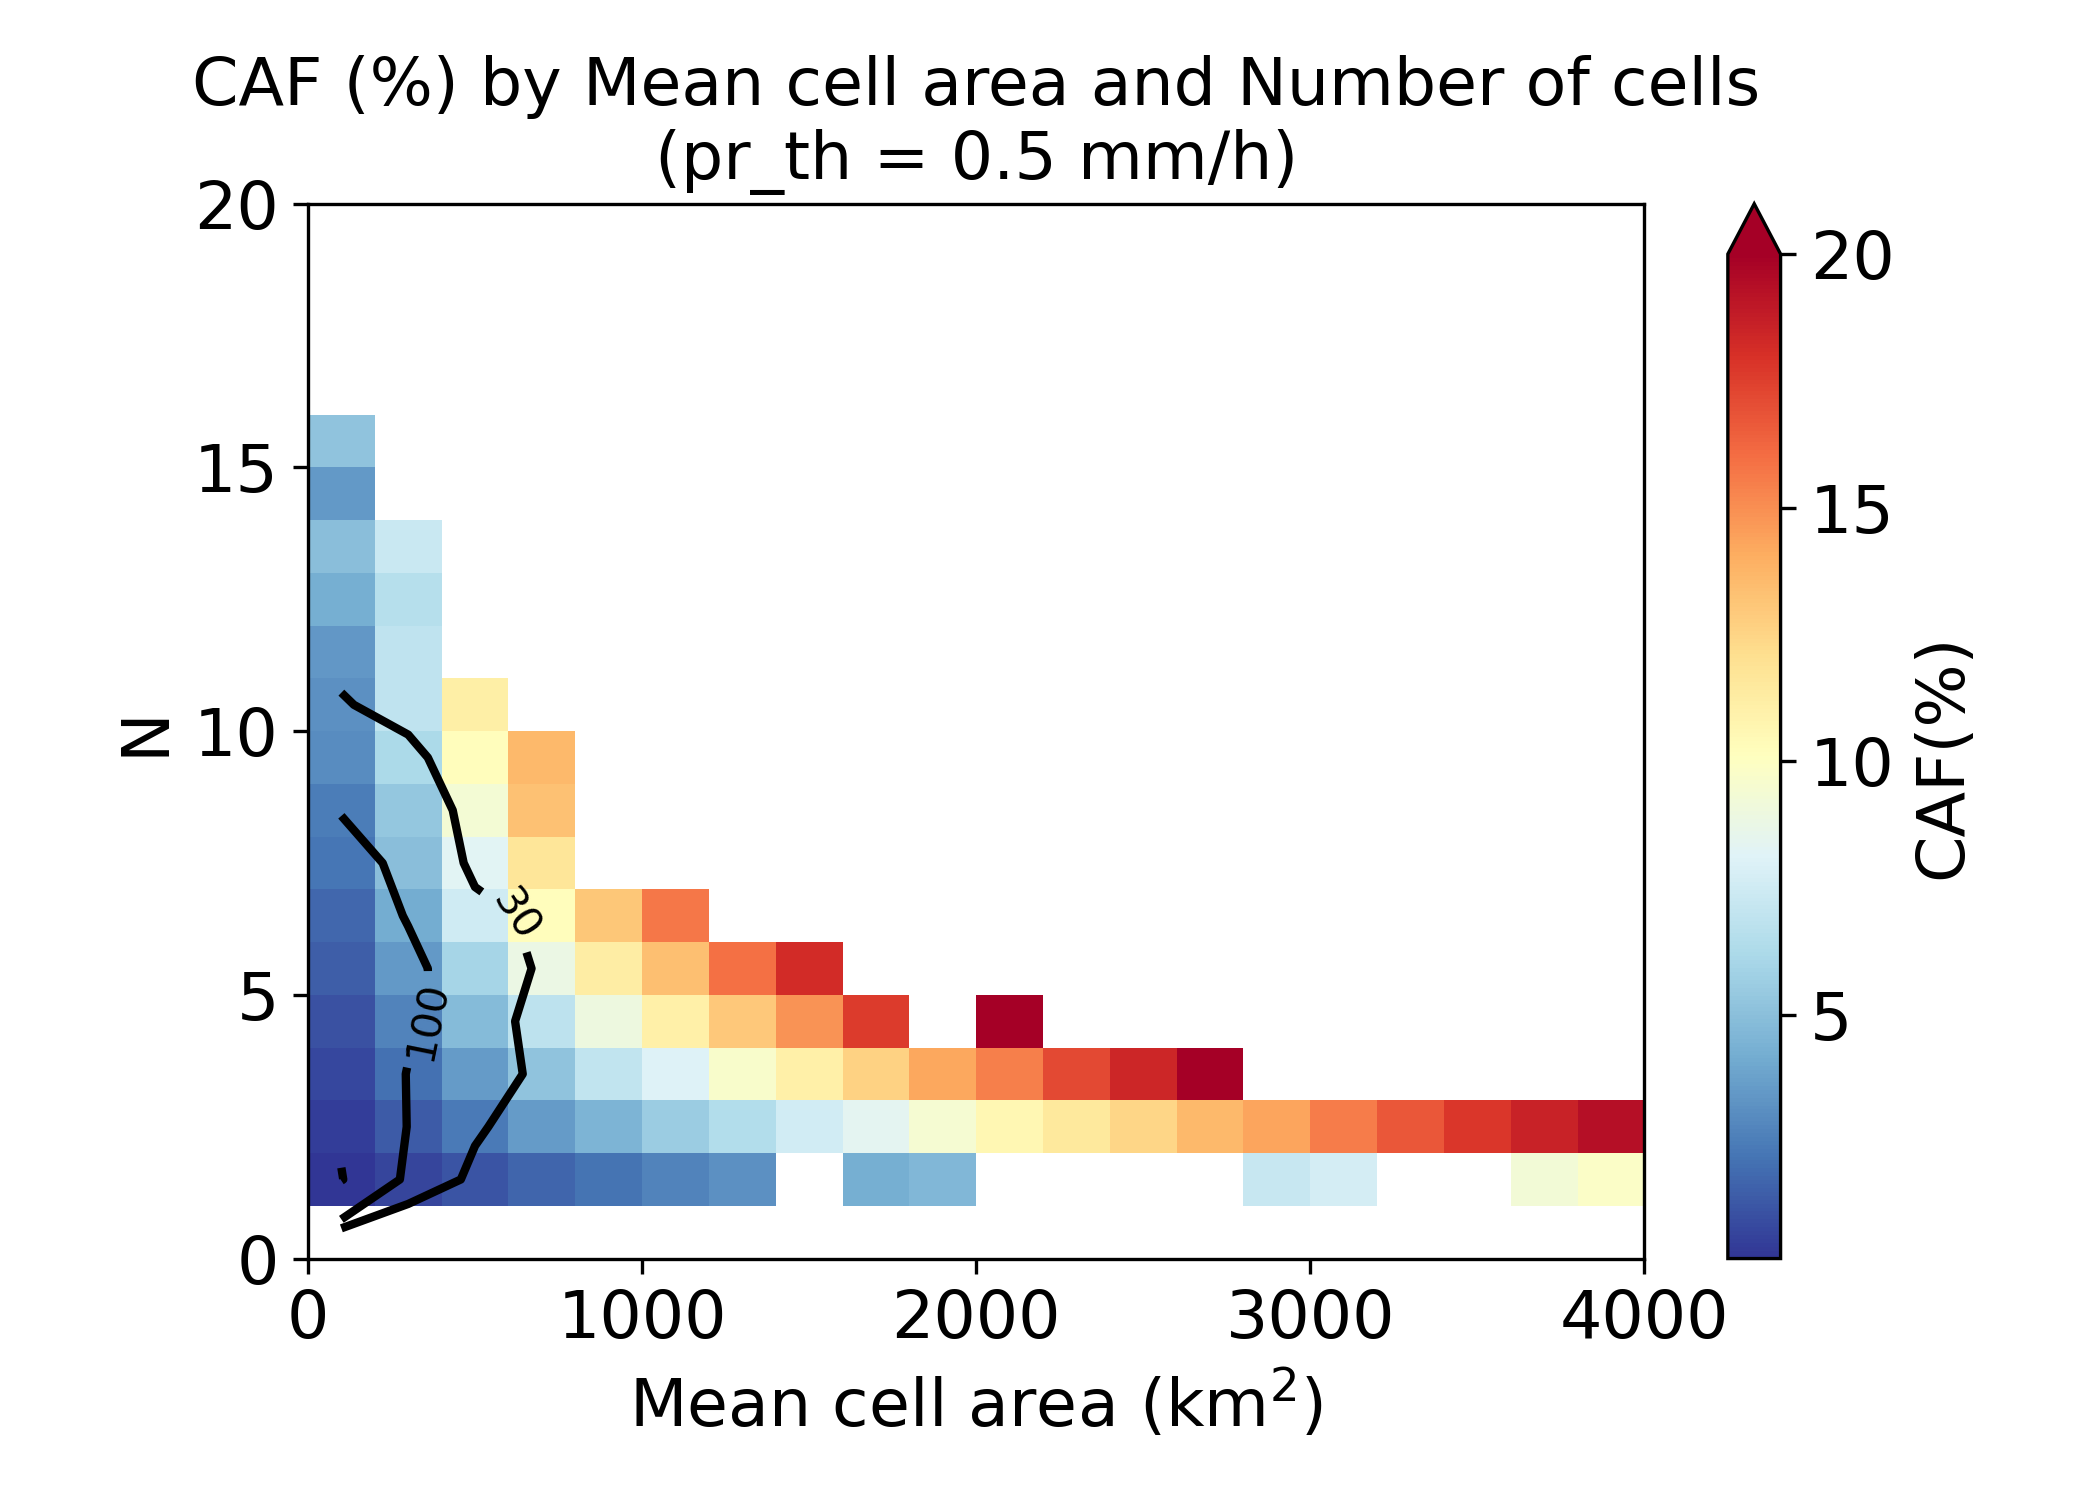 CAF (%) by Mean cell area and Number of cells
(pr_th = 0.5 mm/h)
20
15
10
5
0
N
30
100
0 1000 2000 3000 4000
Mean cell area (km²)
20
15
10
5
CAF(%)